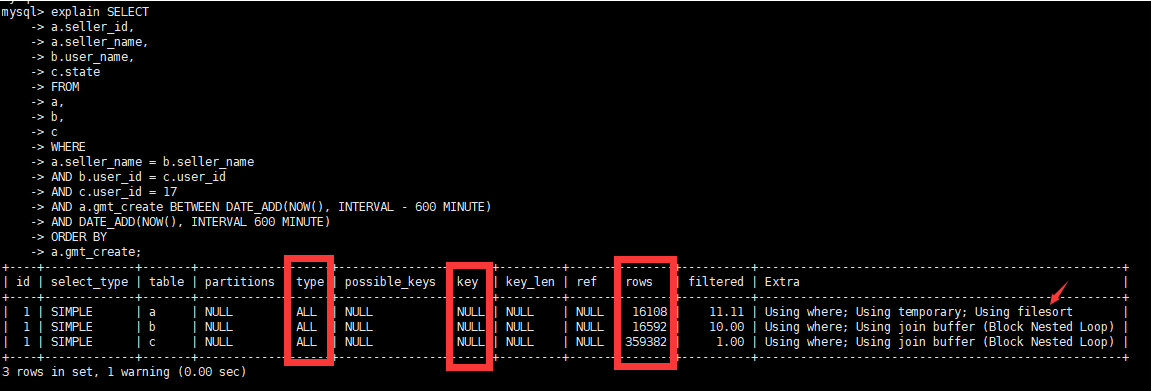 mysql> explain SELECT
-> a.seller_id,
-> a.seller_name,
-> b.user_name,
-> c.state
-> FROM
-> a,
-> b,
-> c
-> WHERE
-> a.seller_name = b.seller_name
-> AND b.user_id = c.user_id
-> AND c.user_id = 17
-> AND a.gmt_create BETWEEN DATE_ADD(NOW(), INTERVAL - 600 MINUTE)
-> AND DATE_ADD(NOW(), INTERVAL 600 MINUTE)
-> ORDER BY
-> a.gmt_create;
| id | select_type | table | partitions | type | possible_keys | key | key_len | ref | rows | filtered | Extra |
| 1 | SIMPLE | a | NULL | ALL | NULL | NULL | NULL | NULL | 16108 | 11.11 | Using where; Using temporary; Using filesort |
| 1 | SIMPLE | b | NULL | ALL | NULL | NULL | NULL | NULL | 16592 | 10.00 | Using where; Using join buffer (Block Nested Loop) |
| 1 | SIMPLE | c | NULL | ALL | NULL | NULL | NULL | NULL | 359382 | 1.00 | Using where; Using join buffer (Block Nested Loop) |
3 rows in set, 1 warning (0.00 sec)